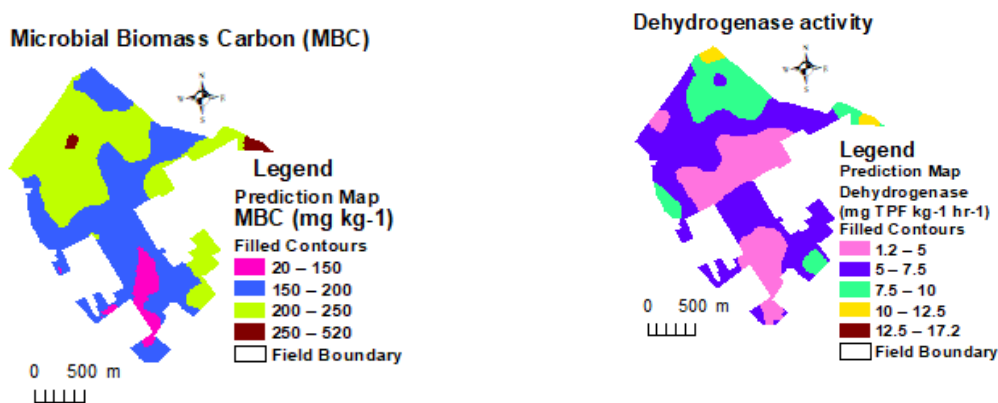 Microbial Biomass Carbon (MBC)
N
W E
S
Legend
Prediction Map
MBC (mg kg-1)
Filled Contours
20 – 150
150 – 200
200 – 250
250 – 520
Field Boundary
0 500 m
Dehydrogenase activity
N
W E
S
Legend
Prediction Map
Dehydrogenase
(mg TPF kg-1 hr-1)
Filled Contours
1.2 – 5
5 – 7.5
7.5 – 10
10 – 12.5
12.5 – 17.2
Field Boundary
0 500 m